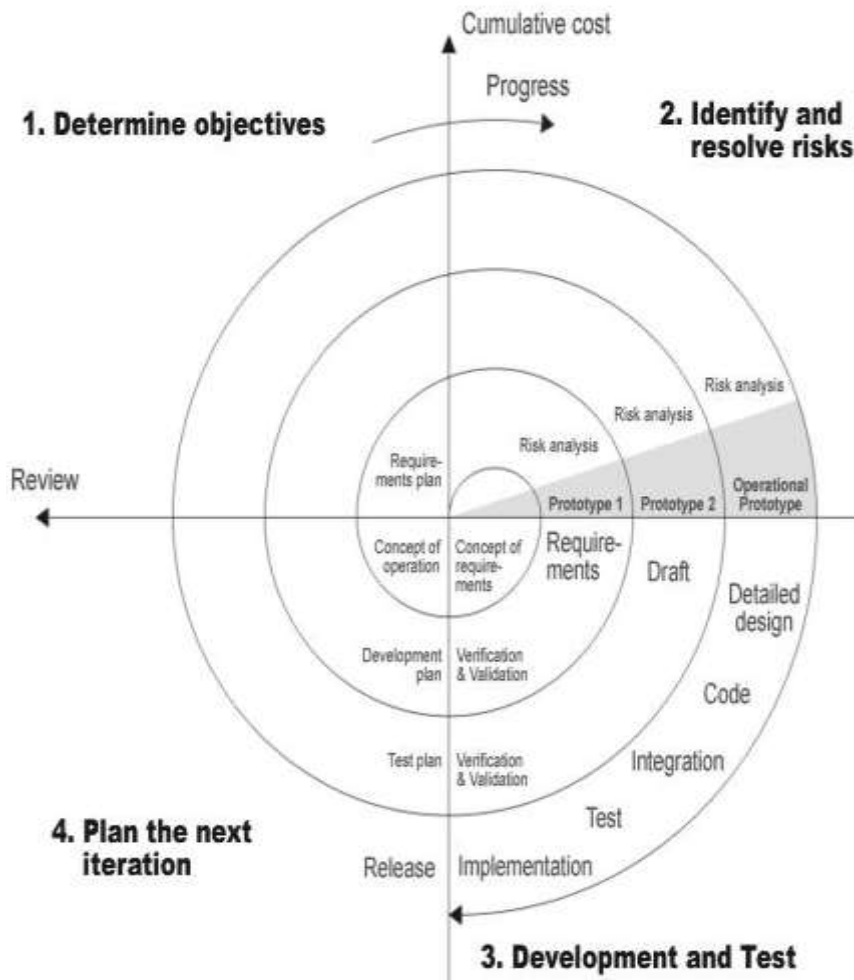 Cumulative cost
Progress
1. Determine objectives
2. Identify and
resolve risks
Risk analysis
Risk analysis
Risk analysis
Require-
ments plan
Review
Prototype 1
Prototype 2
Operational
Prototype
Concept of
operation
Concept of
require-
ments
Require-
ments
Draft
Detailed
design
Development
plan
Verification
& Validation
Code
Test plan
Verification
& Validation
Integration
Test
4. Plan the next
iteration
Release
Implementation
3. Development and Test